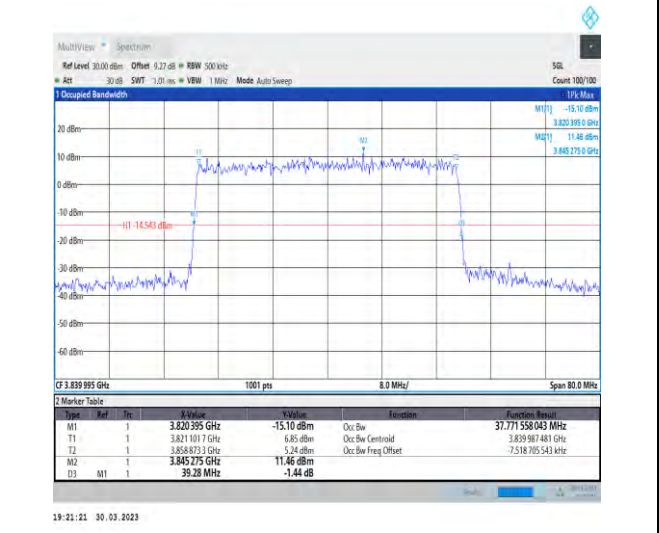 MultiView Spectrum
Ref Level 30.00 dBm Offset 9.27 dB RBW 500 kHz SGL
Att 30 dB SWT 1.01 ms VBW 1 MHz Mode Auto Sweep Count 100/100
1 Occupied Bandwidth 1Pk Max
M1[1] -15.10 dBm
3.820 395 0 GHz
M2[1] 11.46 dBm
3.845 275 0 GHz
20 dBm
10 dBm
0 dBm
-10 dBm
H1 -14.543 dBm
-20 dBm
-30 dBm
-40 dBm
-50 dBm
-60 dBm
T1
M2
T2
M1
D3
CF 3.839 995 GHz 1001 pts 8.0 MHz/ Span 80.0 MHz
2 Marker Table
Type Ref Trc X-Value Y-Value Function Function Result
M1 1 3.820 395 GHz -15.10 dBm Occ Bw 37.771 558 043 MHz
T1 1 3.821 101 7 GHz 6.85 dBm Occ Bw Centroid 3.839 987 481 GHz
T2 1 3.858 873 3 GHz 5.24 dBm Occ Bw Freq Offset -7.518 705 543 kHz
M2 1 3.845 275 GHz 11.46 dBm
D3 M1 1 39.28 MHz -1.44 dB
19:21:21 30.03.2023